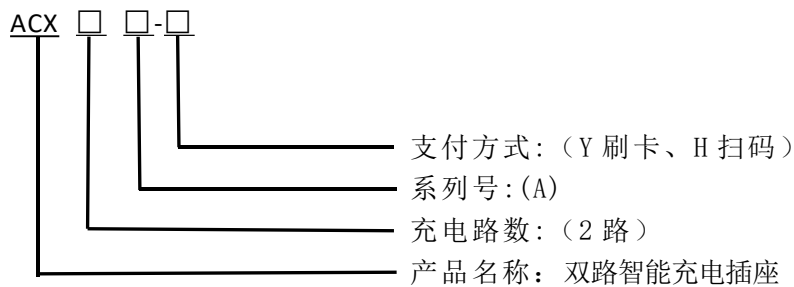 ACX □ □-□
支付方式:（Y 刷卡、H 扫码）
系列号:(A)
充电路数:（2 路）
产品名称：双路智能充电插座